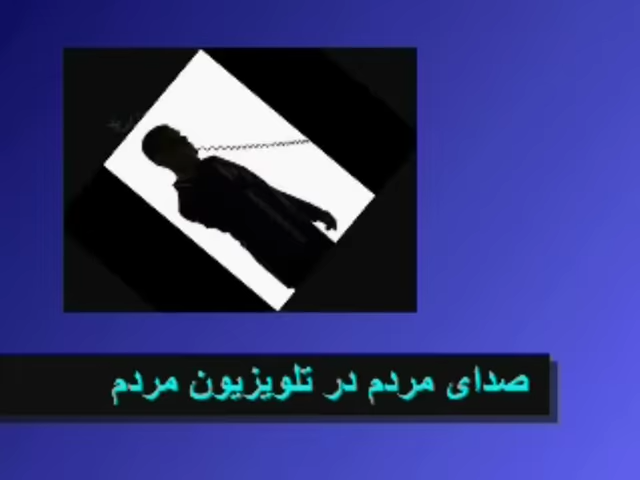 صدای مردم در تلویزیون مردم